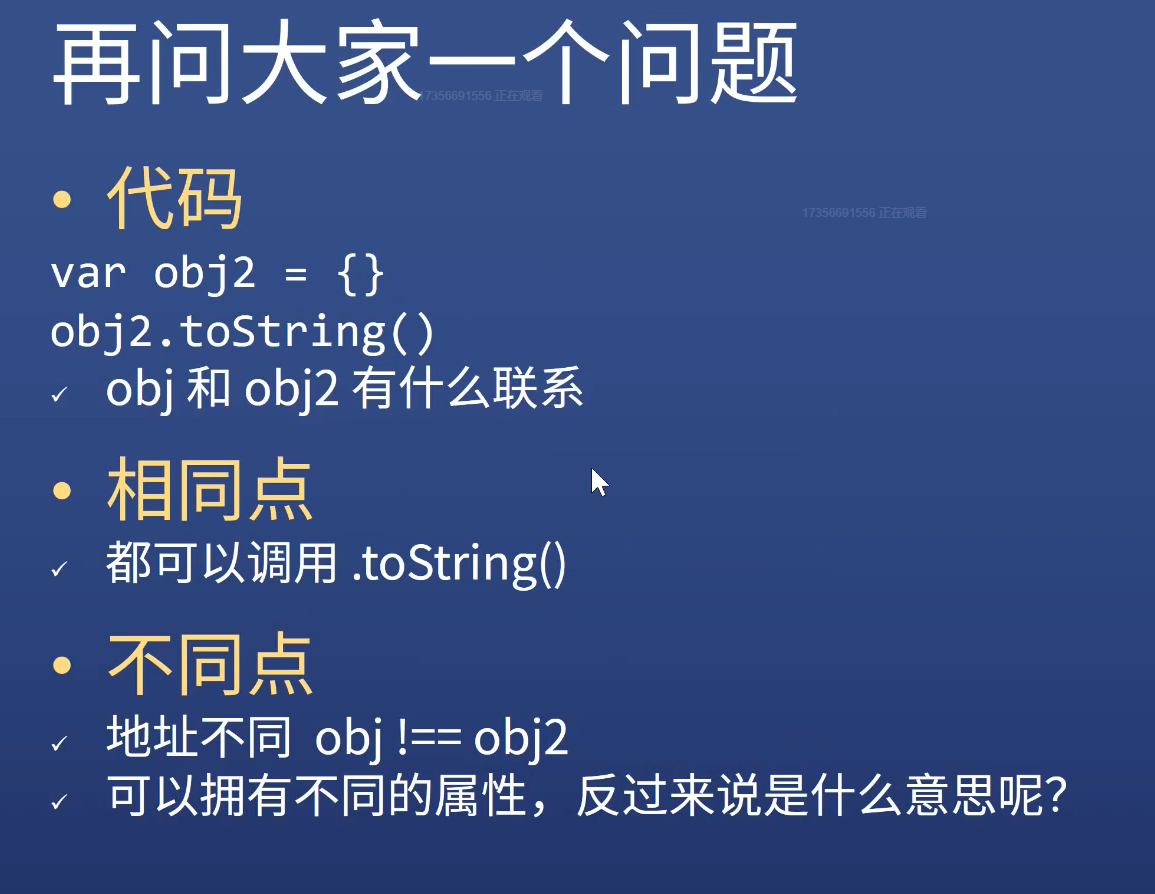 再问大家一个问题
17356691556 正在观看
• 代码
17356691556 正在观看
var obj2 = {}
obj2.toString()
✓ obj 和 obj2 有什么联系
• 相同点
✓ 都可以调用 .toString()
• 不同点
✓ 地址不同 obj !== obj2
✓ 可以拥有不同的属性，反过来说是什么意思呢？